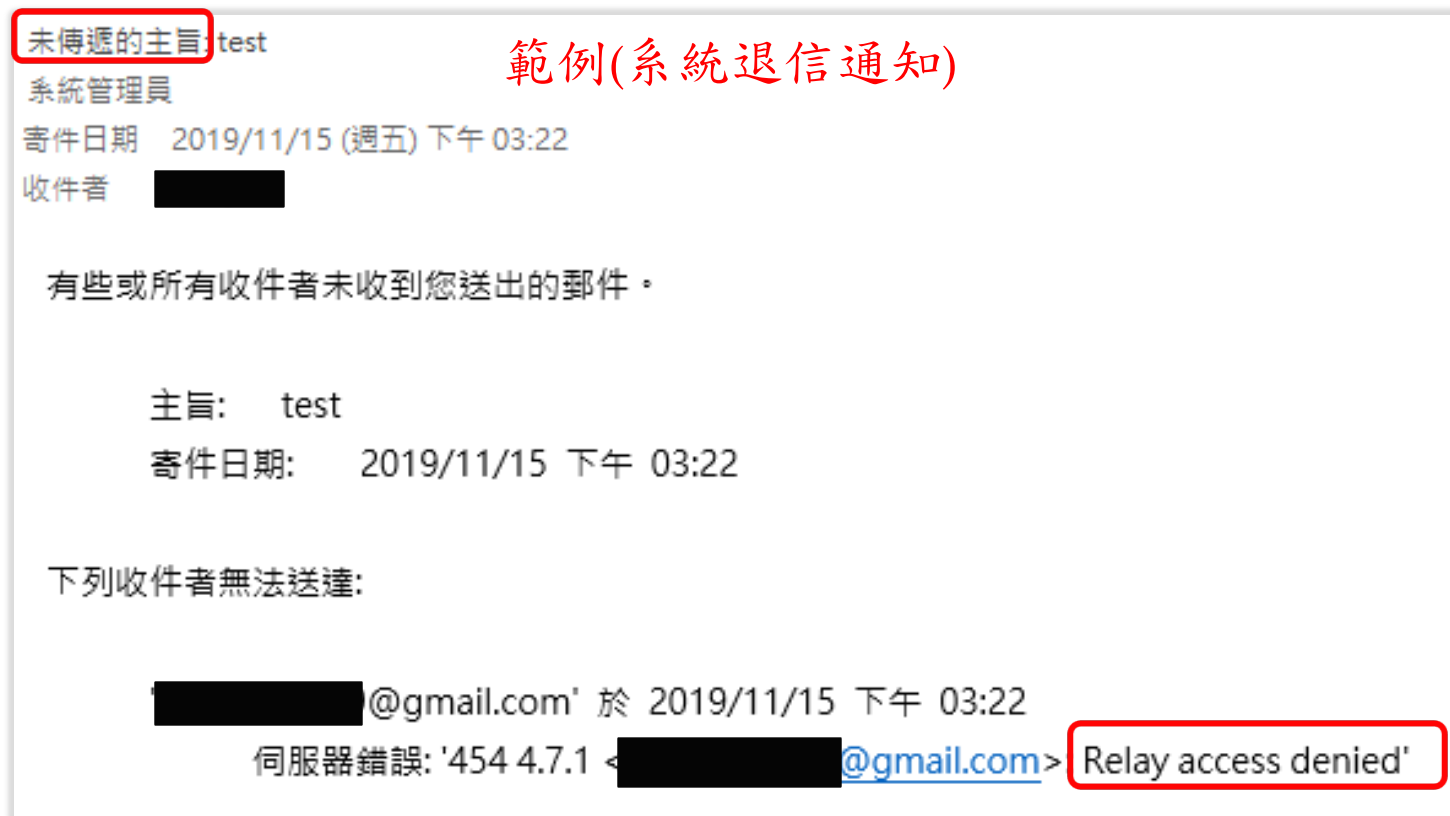 未傳遞的主旨: test
範例(系統退信通知)
系統管理員
寄件日期 2019/11/15 (週五) 下午 03:22
收件者
有些或所有收件者未收到您送出的郵件。
主旨: test
寄件日期: 2019/11/15 下午 03:22
下列收件者無法送達:
'@gmail.com' 於 2019/11/15 下午 03:22
伺服器錯誤: '454 4.7.1 <@gmail.com>: Relay access denied'